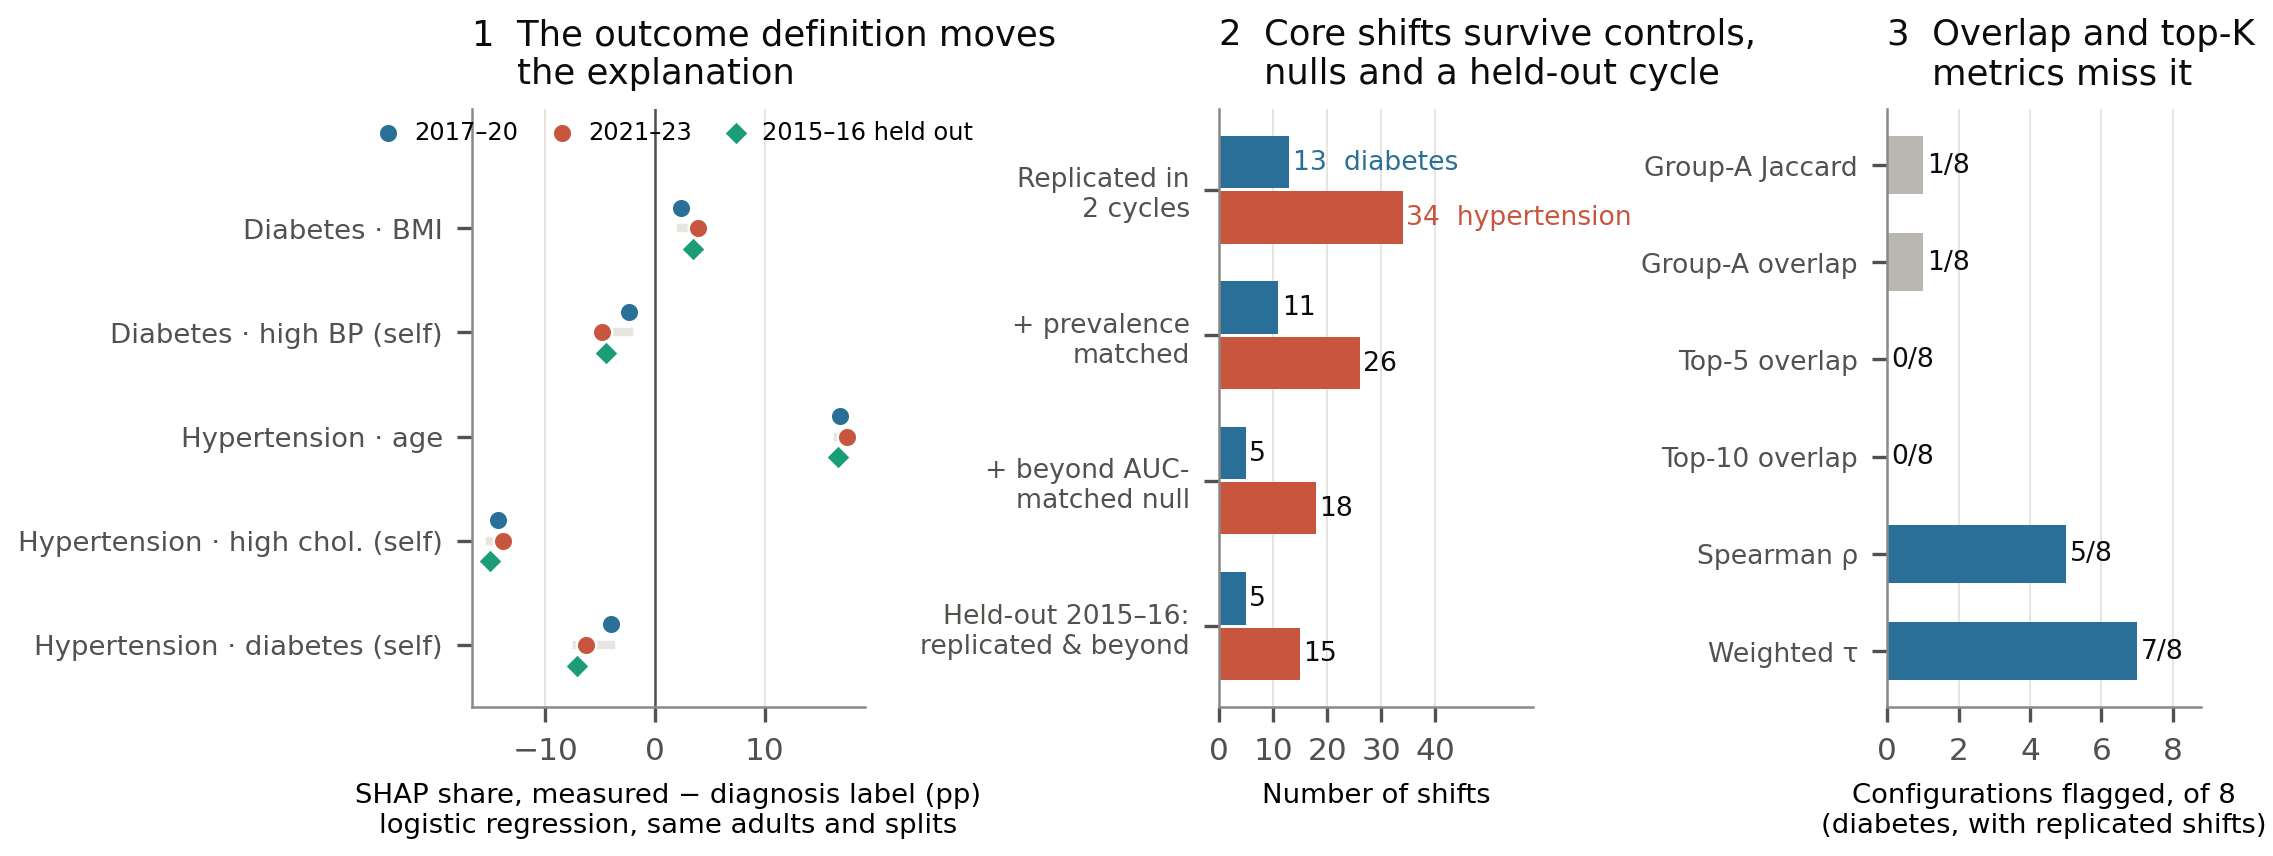 1 The outcome definition moves
the explanation
2017–20
2021–23
2015–16 held out
Diabetes · BMI
Diabetes · high BP (self)
Hypertension · age
Hypertension · high chol. (self)
Hypertension · diabetes (self)
−10 0 10
SHAP share, measured − diagnosis label (pp)
logistic regression, same adults and splits
2 Core shifts survive controls,
nulls and a held-out cycle
Replicated in
2 cycles
13 diabetes
34 hypertension
+ prevalence
matched
11
26
+ beyond AUC-
matched null
5
18
Held-out 2015–16:
replicated & beyond
5
15
0 10 20 30 40
Number of shifts
3 Overlap and top-K
metrics miss it
Group-A Jaccard 1/8
Group-A overlap 1/8
Top-5 overlap 0/8
Top-10 overlap 0/8
Spearman ρ 5/8
Weighted τ 7/8
0 2 4 6 8
Configurations flagged, of 8
(diabetes, with replicated shifts)